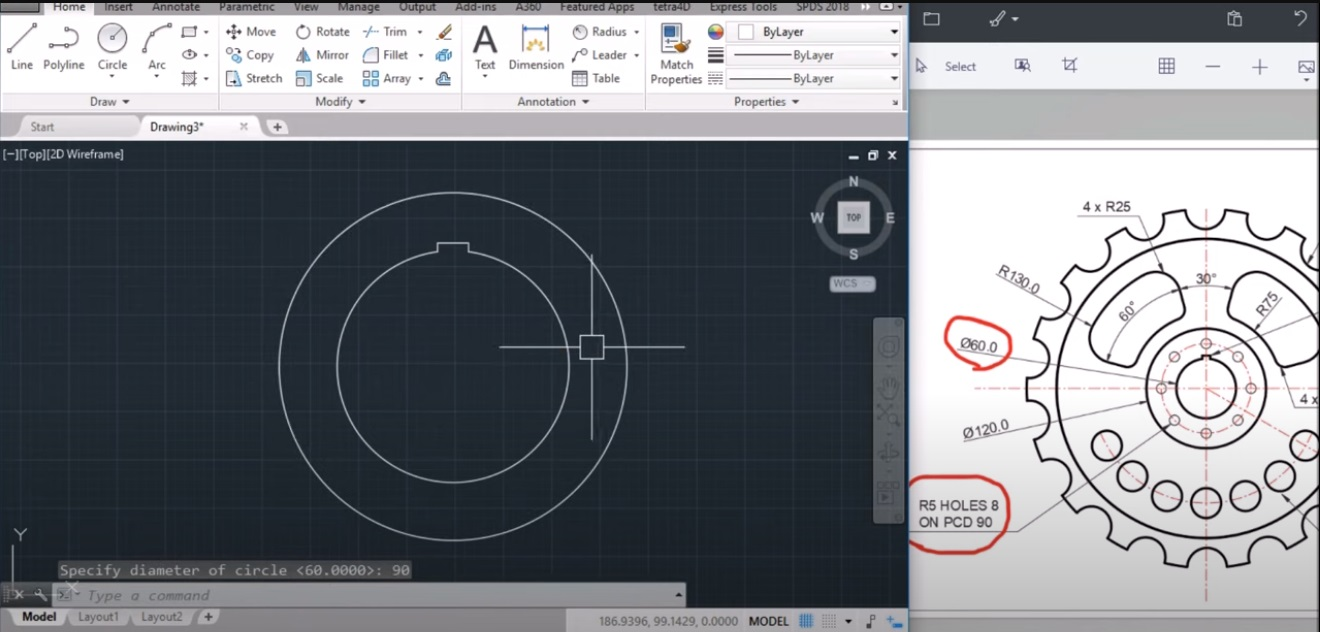 Home Insert Annotate Parametric View Manage Output Add-ins A360 Featured Apps tetra4D Express Tools SPDS 2018
Line Polyline Circle Arc
Move Rotate Trim
Copy Mirror Fillet
Stretch Scale Array
Draw Modify
Text Dimension
Radius
Leader
Table
Annotation
Match
Properties
ByLayer
ByLayer
ByLayer
Properties
Select
Start Drawing3* +
[−][Top][2D Wireframe]
N
W TOP E
S
WCS
Y
X
Specify diameter of circle <60.0000>: 90
Type a command
Model Layout1 Layout2 +
186.9396, 99.1429, 0.0000 MODEL
4 x R25
R130.0
30°
60°
R75
Ø60.0
4 x
Ø120.0
R5 HOLES 8
ON PCD 90